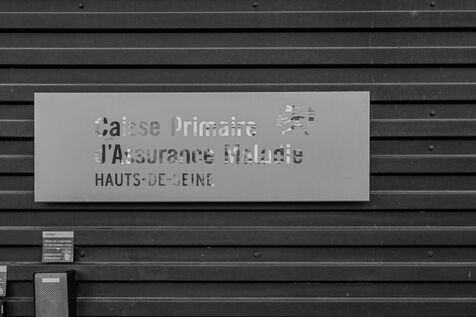 Caisse Primaire
d'Assurance Maladie
HAUTS-DE-SEINE